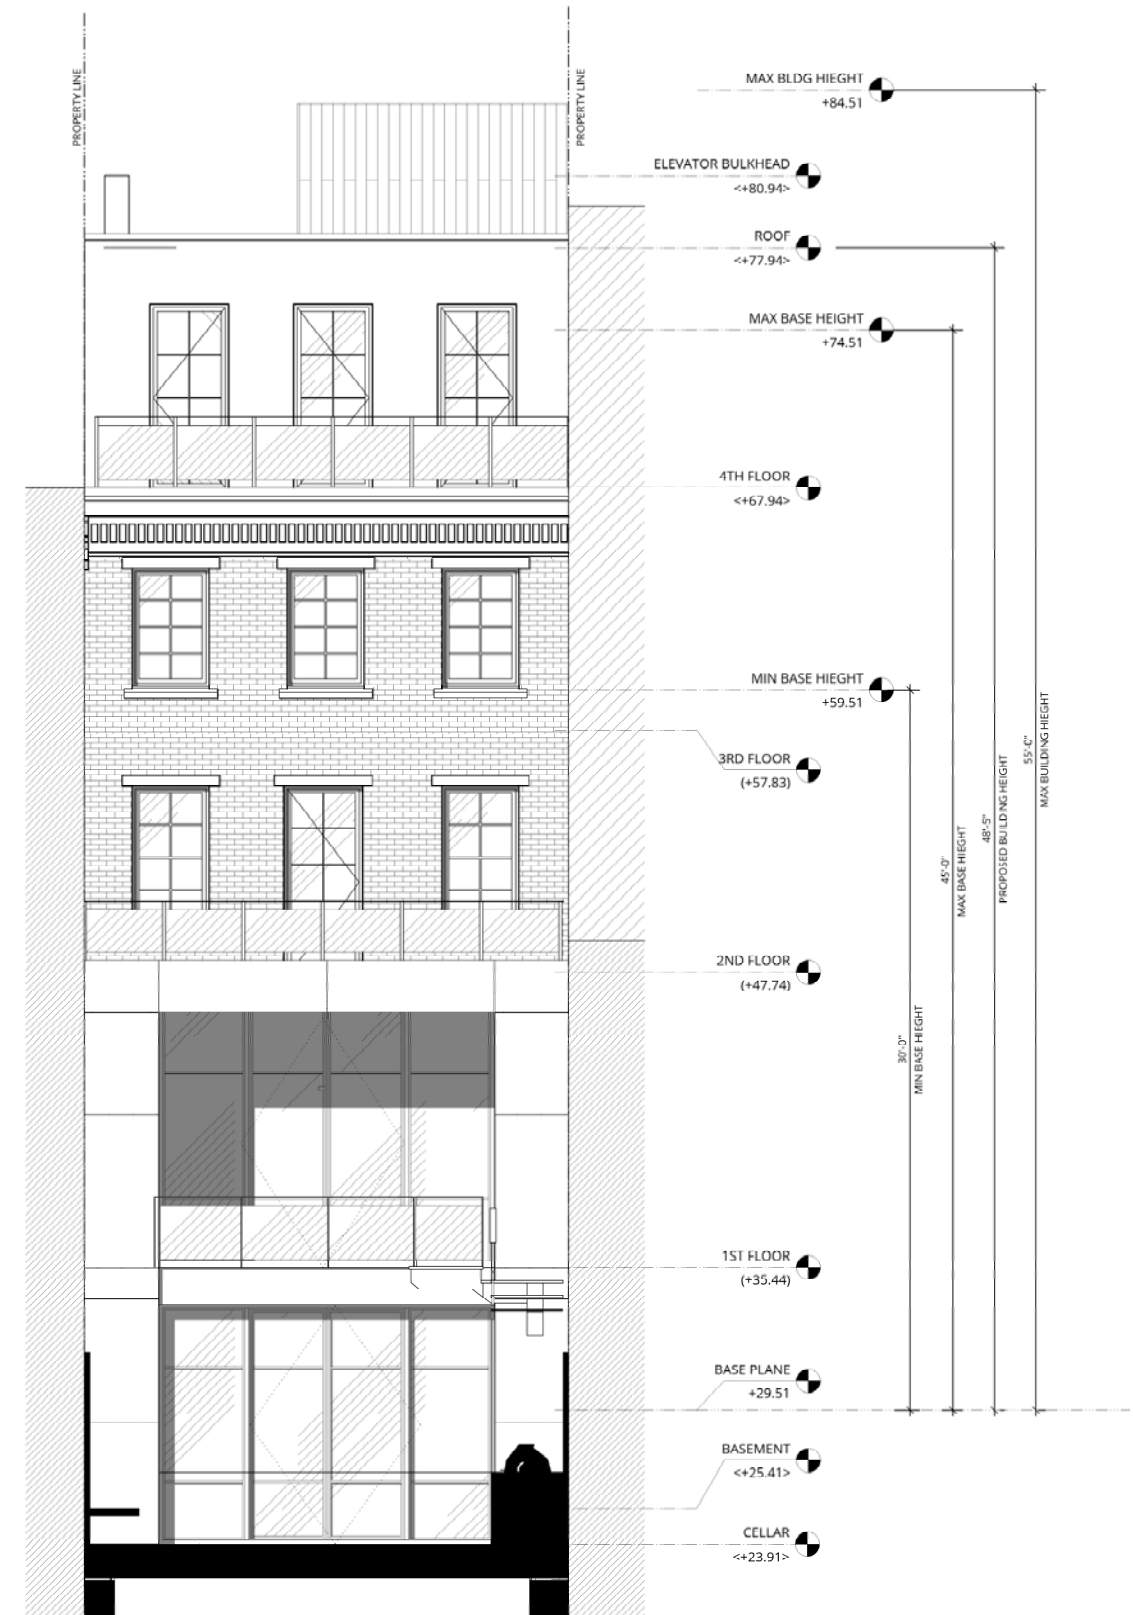 PROPERTY LINE
PROPERTY LINE
MAX BLDG HIEGHT
+84.51
ELEVATOR BULKHEAD
<+80.94>
ROOF
<+77.94>
MAX BASE HEIGHT
+74.51
4TH FLOOR
<+67.94>
MIN BASE HIEGHT
+59.51
3RD FLOOR
(+57.83)
2ND FLOOR
(+47.74)
1ST FLOOR
(+35.44)
BASE PLANE
+29.51
BASEMENT
<+25.41>
CELLAR
<+23.91>
30'-0"
MIN BASE HIEGHT
45'-0"
MAX BASE HIEGHT
48'-5"
PROPOSED BUILDING HEIGHT
55'-0"
MAX BUILDING HIEGHT